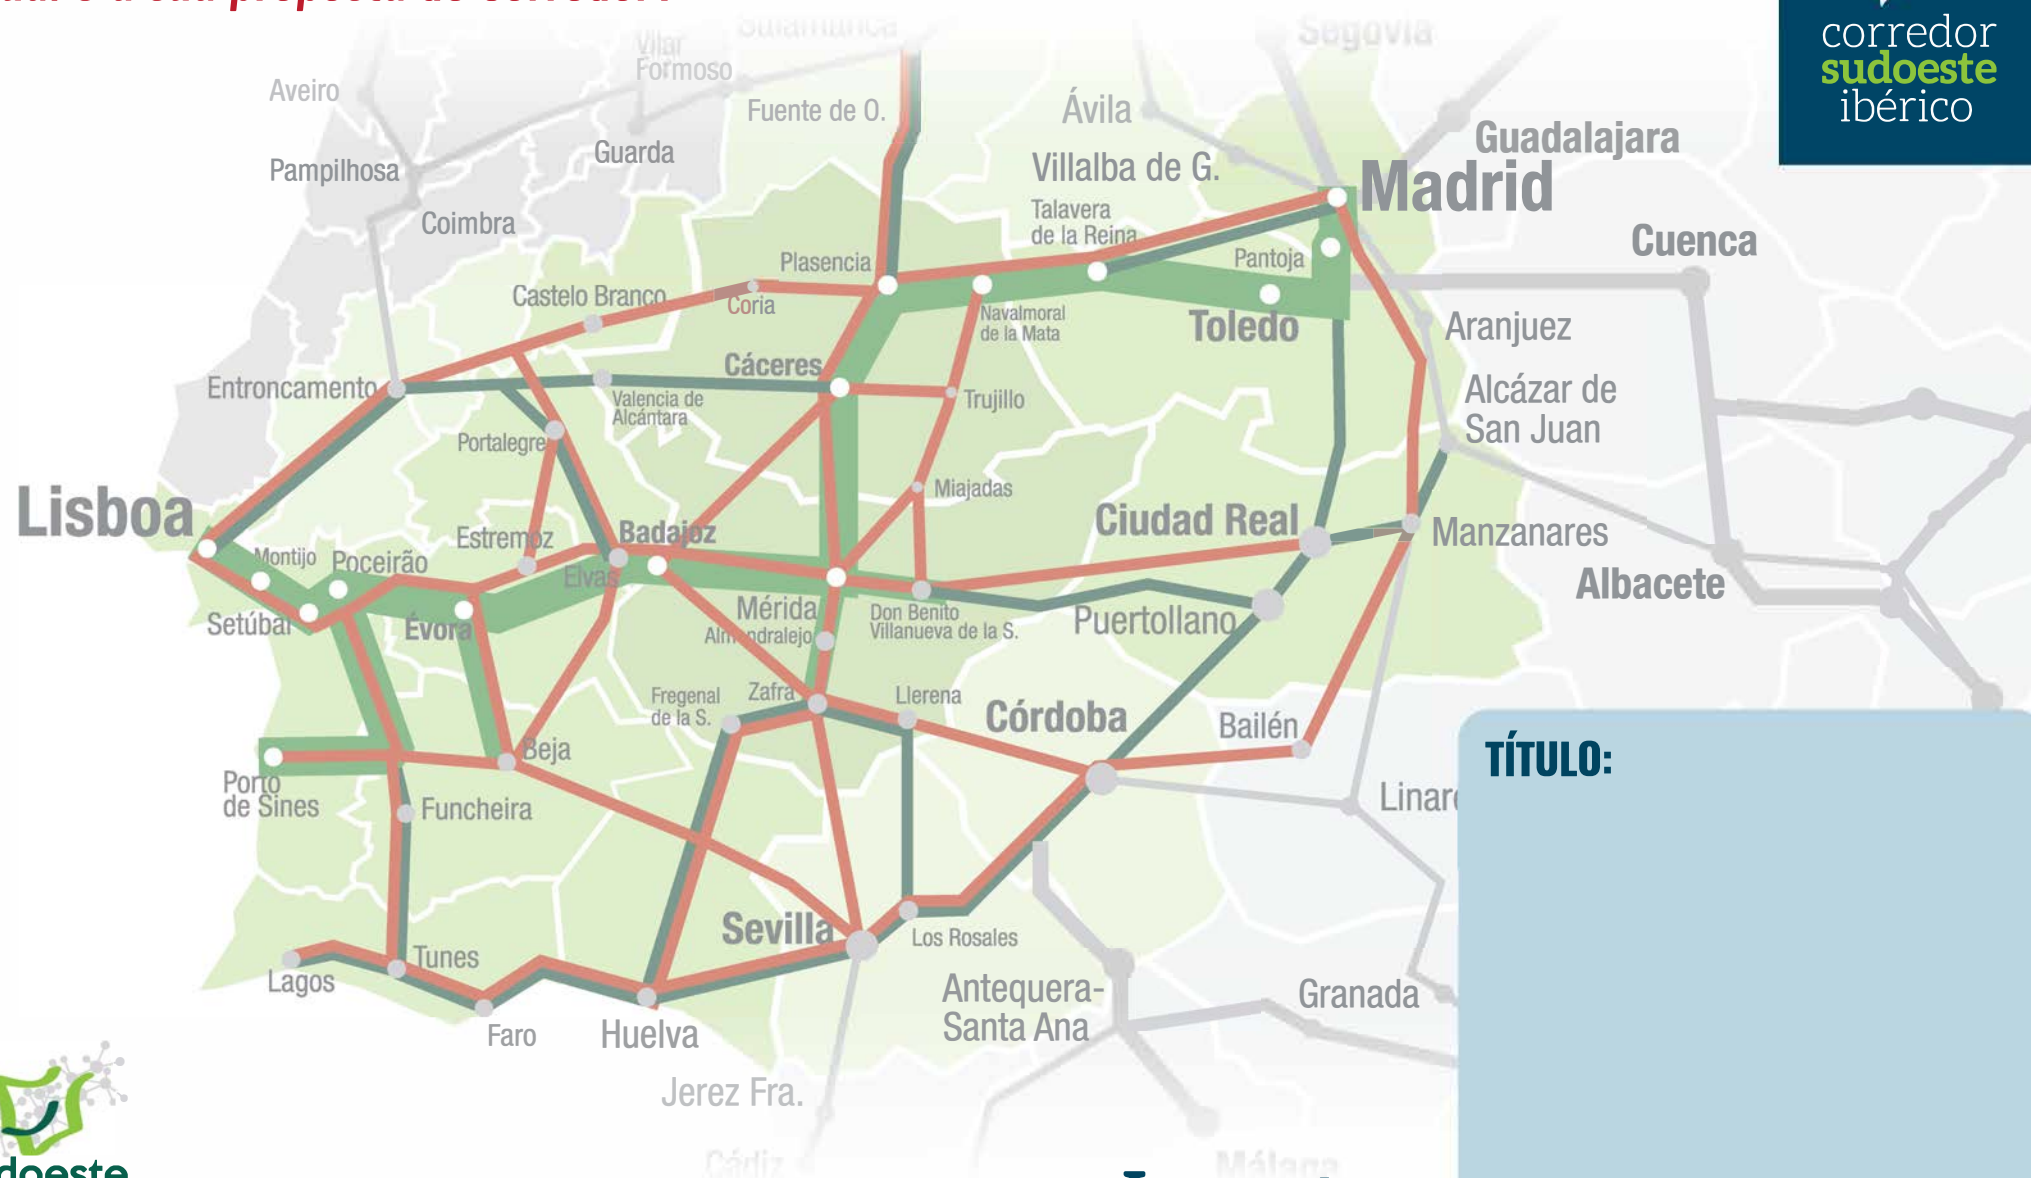 corredor
sudoeste
ibérico
Salamanca
Segovia
Vilar
Formoso
Aveiro
Fuente de O.
Ávila
Guadalajara
Guarda
Pampilhosa
Villalba de G.
Madrid
Coimbra
Talavera
de la Reina
Cuenca
Plasencia
Pantoja
Castelo Branco
Coria
Navalmoral
de la Mata
Toledo
Aranjuez
Cáceres
Entroncamento
Valencia de
Alcántara
Trujillo
Alcázar de
San Juan
Portalegre
Miajadas
Lisboa
Ciudad Real
Manzanares
Estremoz
Badajoz
Montijo
Poceirão
Elvas
Albacete
Setúbal
Évora
Mérida
Almendralejo
Don Benito
Villanueva de la S.
Puertollano
Fregenal
de la S.
Zafra
Llerena
Córdoba
Bailén
Beja
TÍTULO:
Porto
de Sines
Funcheira
Sevilla
Los Rosales
Tunes
Lagos
Antequera-
Santa Ana
Granada
Faro
Huelva
Jerez Fra.
Cádiz
Málaga